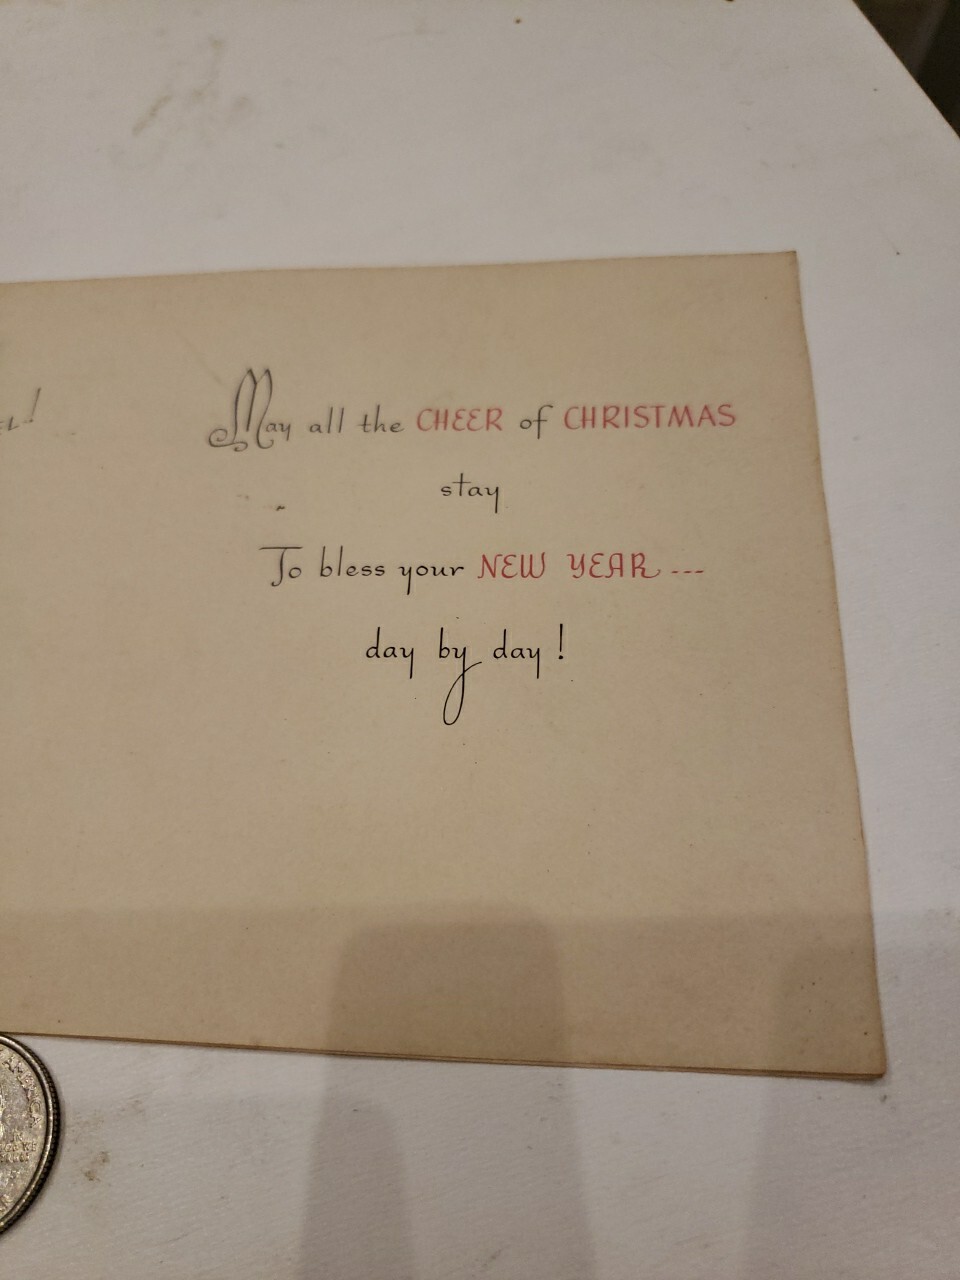 May all the CHEER of CHRISTMAS
stay
To bless your NEW YEAR ---
day by day !